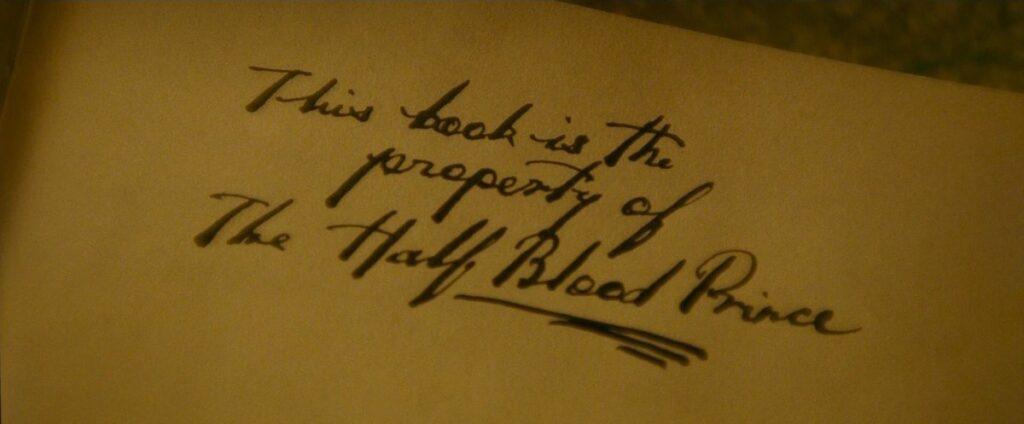 This book is the
property of
The Half Blood Prince